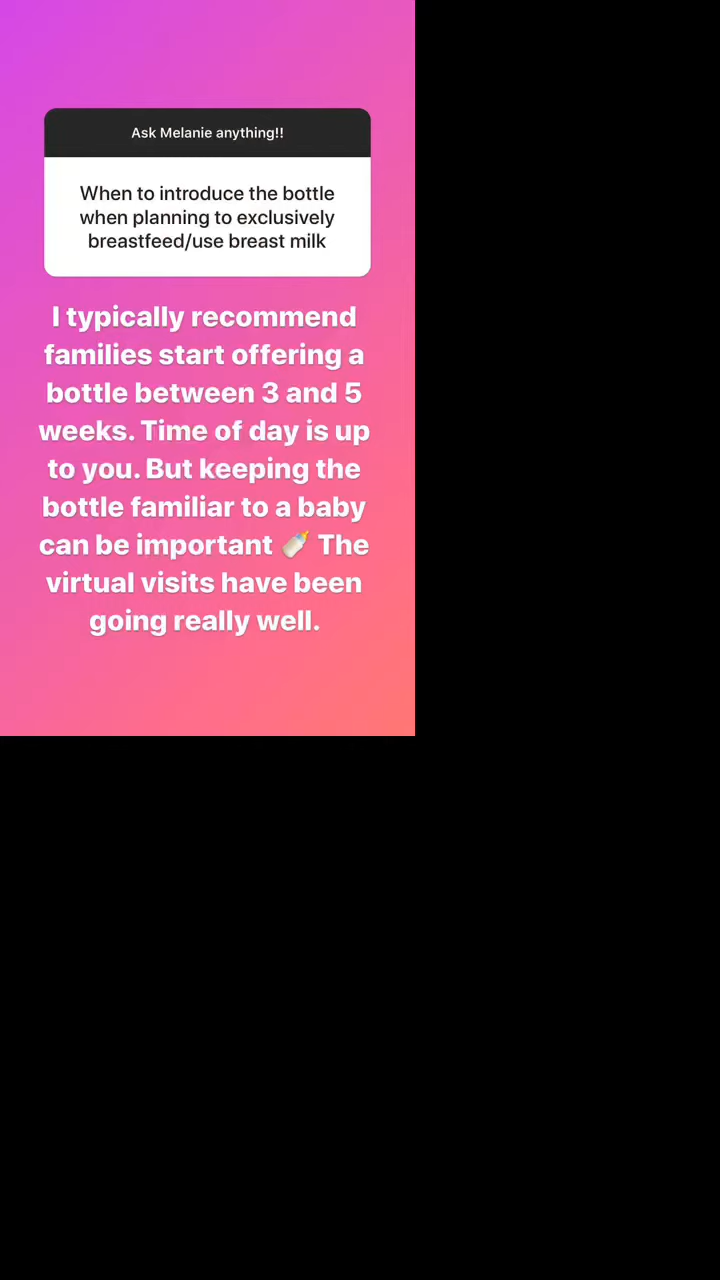 Ask Melanie anything!!
When to introduce the bottle
when planning to exclusively
breastfeed/use breast milk
I typically recommend
families start offering a
bottle between 3 and 5
weeks. Time of day is up
to you. But keeping the
bottle familiar to a baby
can be important 🍼 The
virtual visits have been
going really well.